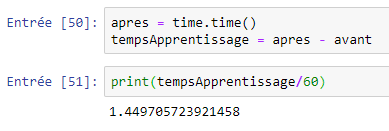 Entrée [50]: apres = time.time()
tempsApprentissage = apres - avant
Entrée [51]: print(tempsApprentissage/60)
1.449705723921458